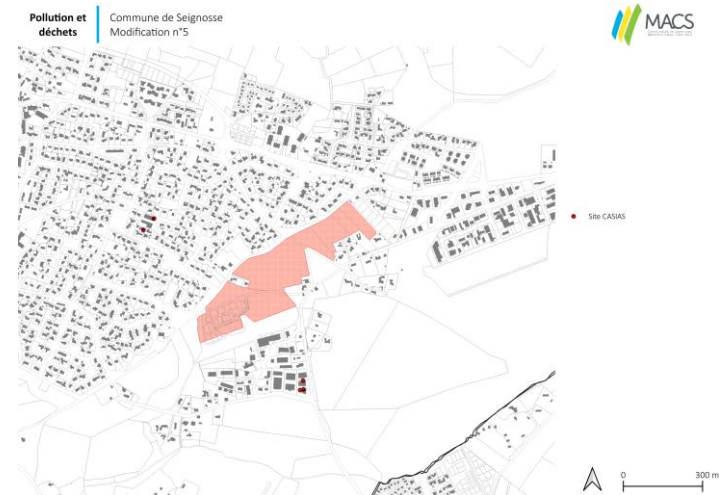 Pollution et
déchets
Commune de Seignosse
Modification n°5
MACS
Site CASIAS
0
300 m